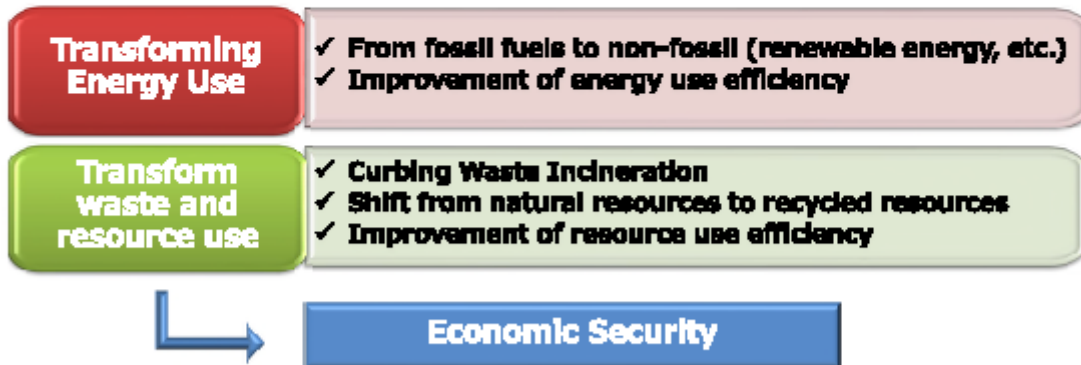 Transforming
Energy Use
✓ From fossil fuels to non-fossil (renewable energy, etc.)
✓ Improvement of energy use efficiency
Transform
waste and
resource use
✓ Curbing Waste Incineration
✓ Shift from natural resources to recycled resources
✓ Improvement of resource use efficiency
Economic Security